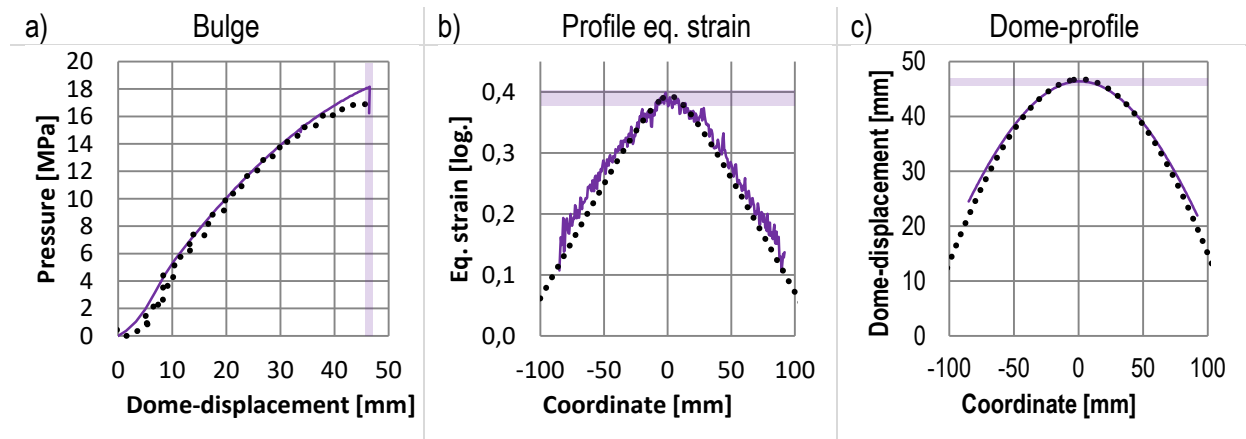 a) Bulge
b) Profile eq. strain
c) Dome-profile
Pressure [MPa]
20
18
16
14
12
10
8
6
4
2
0
0 10 20 30 40 50
Dome-displacement [mm]
Eq. strain [log.]
0,4
0,3
0,2
0,1
0,0
-100 -50 0 50 100
Coordinate [mm]
Dome-displacement [mm]
50
40
30
20
10
0
-100 -50 0 50 100
Coordinate [mm]